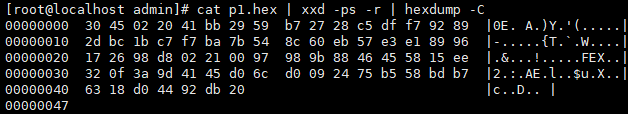 [root@localhost admin]# cat p1.hex | xxd -ps -r | hexdump -C
00000000  30 45 02 20 41 bb 29 59  b7 27 28 c5 df f7 92 89  |0E. A.)Y.'(.....|
00000010  2d bc 1b c7 f7 ba 7b 54  8c 60 eb 57 e3 e1 89 96  |-.....{T.`.W....|
00000020  17 26 98 d8 02 21 00 97  98 9b 88 46 45 58 15 ee  |.&...!.....FEX..|
00000030  32 0f 3a 9d 41 45 d0 6c  d0 09 24 75 b5 58 bd b7  |2.:.AE.l..$u.X..|
00000040  63 18 d0 44 92 db 20                              |c..D.. |
00000047